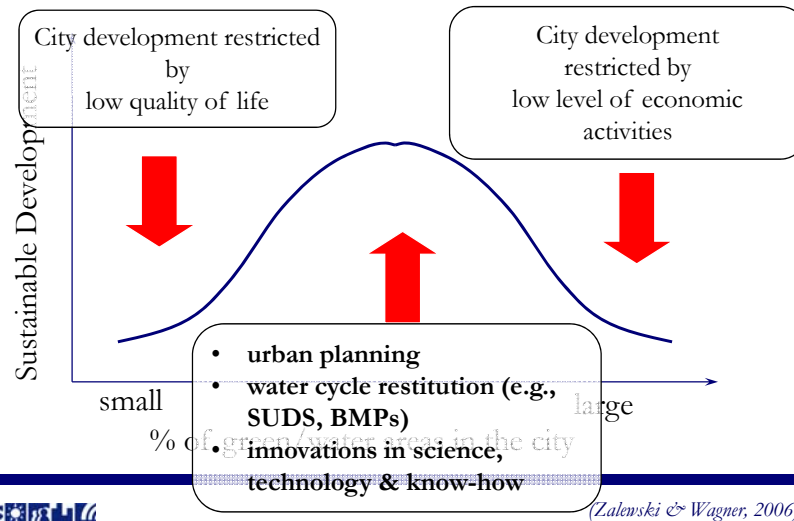 City development restricted
by
low quality of life
City development
restricted by
low level of economic
activities
Sustainable Development
• urban planning
• water cycle restitution (e.g.,
SUDS, BMPs)
• innovations in science,
technology & know-how
small
large
% of green/water areas in the city
(Zalewski & Wagner, 2006)